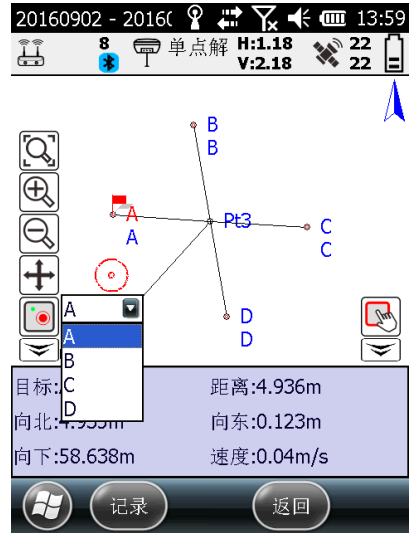 20160902 - 2016( 13:59
8 单点解 H:1.18 22
V:2.18 22
B
B
A
A
Pt3
C
C
D
D
A
A
B
C
D
目标: 距离:4.936m
向北: 向东:0.123m
向下:58.638m 速度:0.04m/s
记录 返回